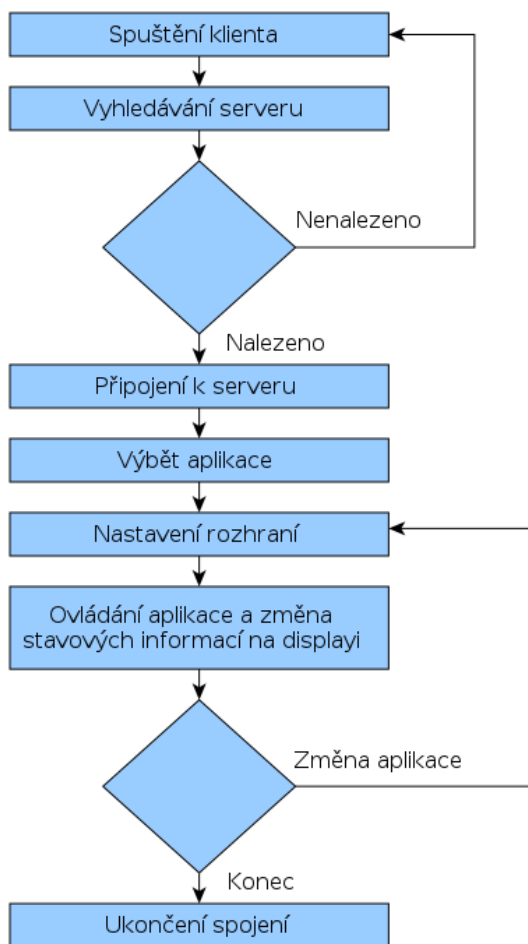 Spuštění klienta
Vyhledávání serveru
Nenalezeno
Nalezeno
Připojení k serveru
Výbět aplikace
Nastavení rozhraní
Ovládání aplikace a změna
stavových informací na displayi
Změna aplikace
Konec
Ukončení spojení